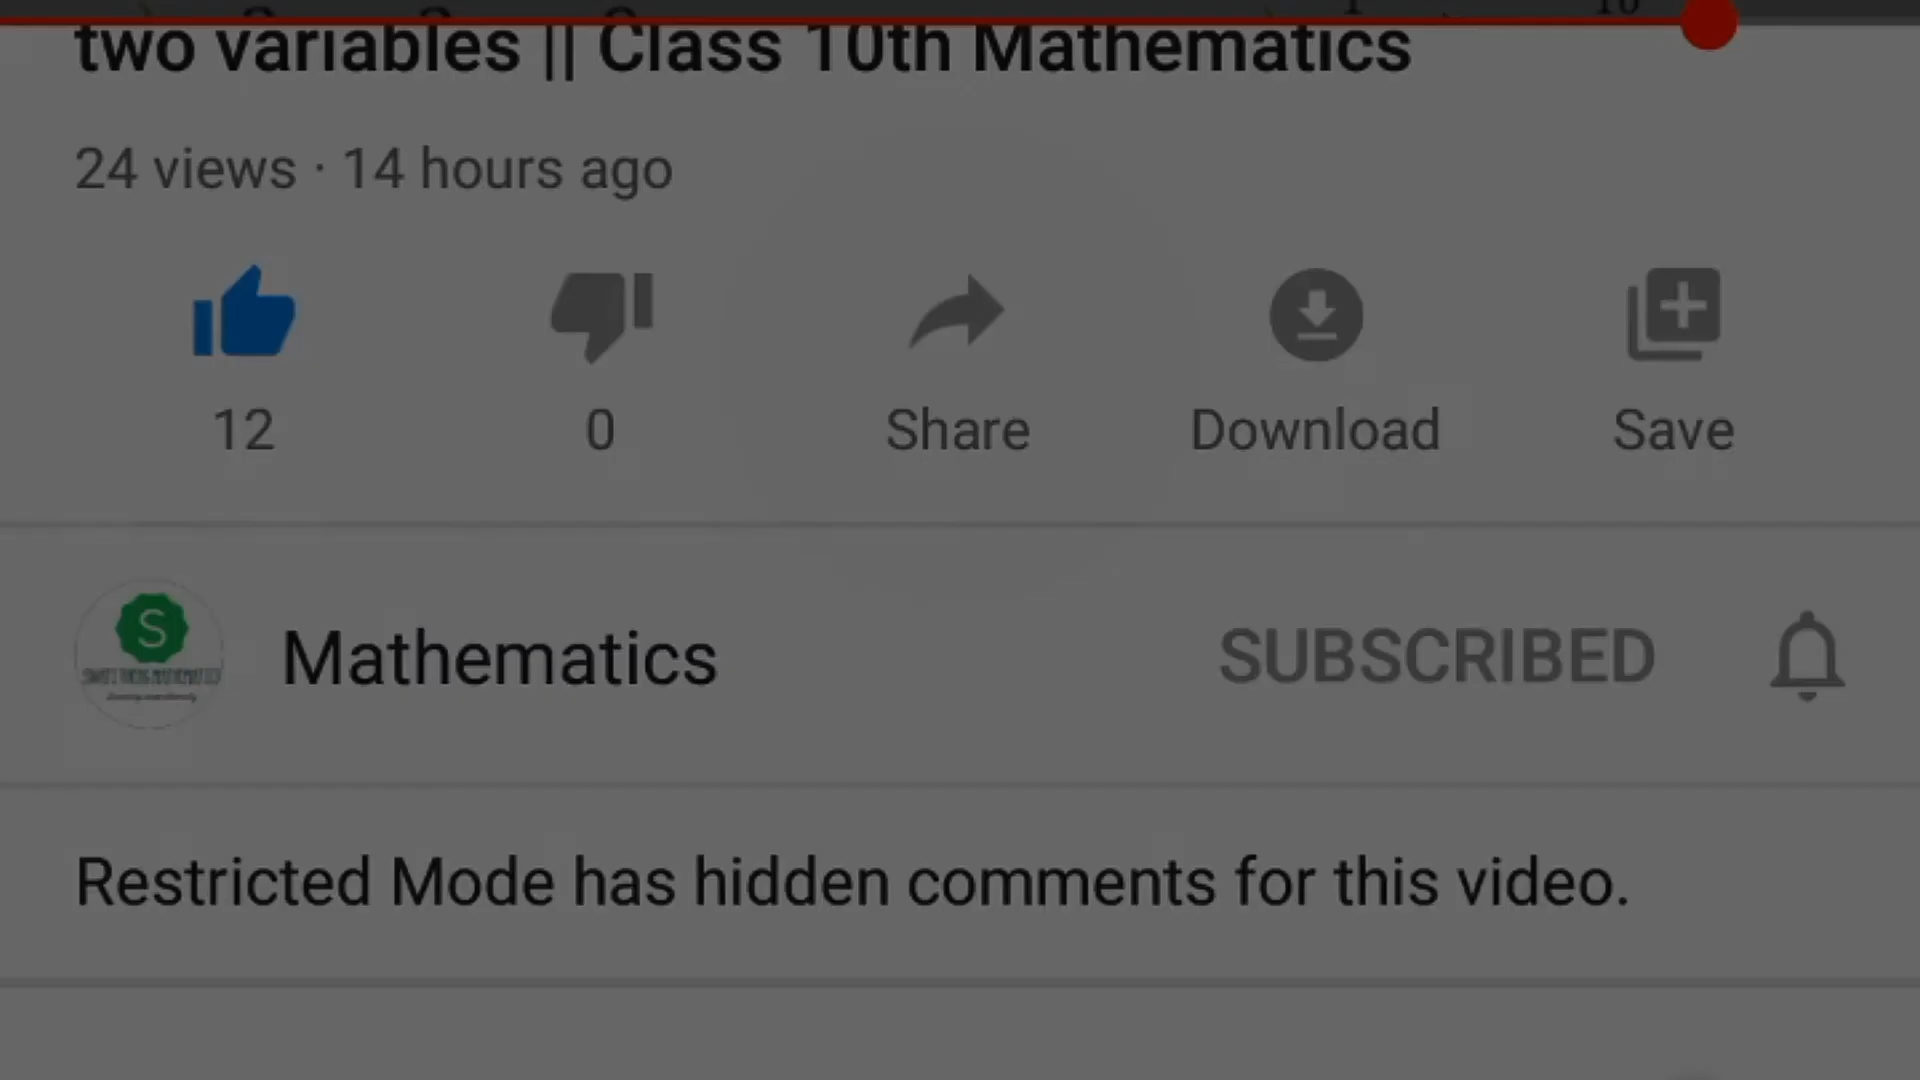 two variables || Class 10th Mathematics
24 views · 14 hours ago
12
0
Share
Download
Save
S
Mathematics
SUBSCRIBED
Restricted Mode has hidden comments for this video.